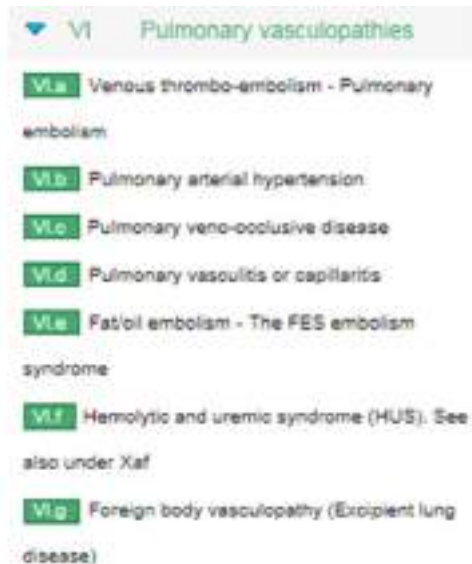 VI Pulmonary vasculopathies
VI.a Venous thrombo-embolism - Pulmonary
embolism
VI.b Pulmonary arterial hypertension
VI.c Pulmonary veno-occlusive disease
VI.d Pulmonary vasculitis or capillaritis
VI.e Fat/oil embolism - The FES embolism
syndrome
VI.f Hemolytic and uremic syndrome (HUS). See
also under Xaf
VI.g Foreign body vasculopathy (Excipient lung
disease)